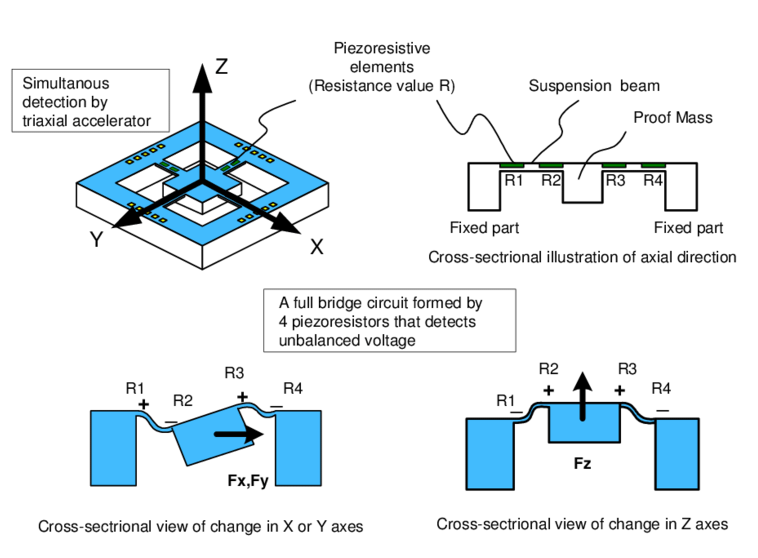 Simultanous
detection by
triaxial accelerator
Z
Y
X
Piezoresistive
elements
(Resistance value R)
Suspension beam
Proof Mass
R1 R2 R3 R4
Fixed part Fixed part
Cross-sectrional illustration of axial direction
A full bridge circuit formed by
4 piezoresistors that detects
unbalanced voltage
R1 R2 R3 R4
+ – + –
Fx,Fy
Cross-sectrional view of change in X or Y axes
R1 R2 R3 R4
– + + –
Fz
Cross-sectrional view of change in Z axes